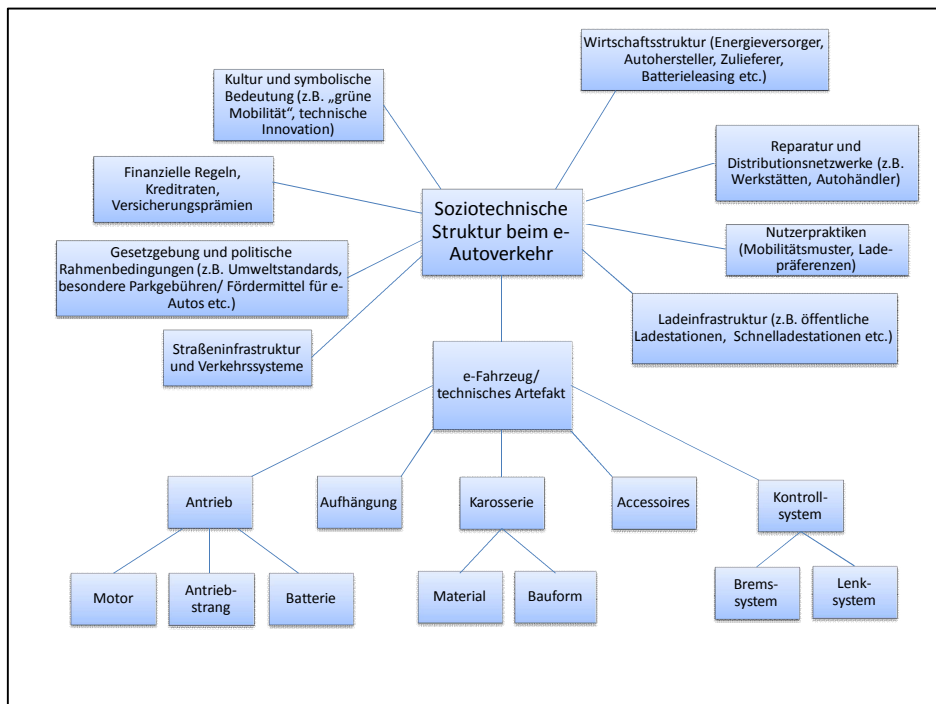 Wirtschaftsstruktur (Energieversorger,
Autohersteller, Zulieferer,
Batterieleasing etc.)
Kultur und symbolische
Bedeutung (z.B. „grüne
Mobilität“, technische
Innovation)
Reparatur und
Distributionsnetzwerke (z.B.
Werkstätten, Autohändler)
Finanzielle Regeln,
Kreditraten,
Versicherungsprämien
Soziotechnische
Struktur beim e-
Autoverkehr
Nutzerpraktiken
(Mobilitätsmuster, Lade-
präferenzen)
Gesetzgebung und politische
Rahmenbedingungen (z.B. Umweltstandards,
besondere Parkgebühren/ Fördermittel für e-
Autos etc.)
Ladeinfrastruktur (z.B. öffentliche
Ladestationen, Schnelladestationen etc.)
Straßeninfrastruktur
und Verkehrssysteme
e-Fahrzeug/
technisches Artefakt
Antrieb
Aufhängung
Karosserie
Accessoires
Kontroll-
system
Motor
Antrieb-
strang
Batterie
Material
Bauform
Brems-
system
Lenk-
system